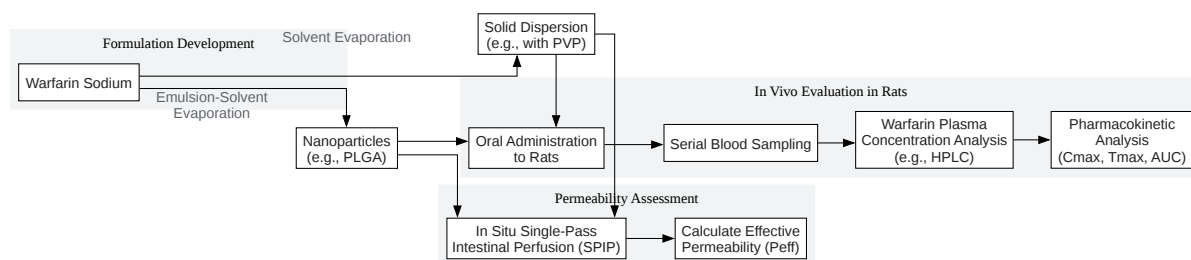 Formulation Development
Solvent Evaporation
Solid Dispersion
(e.g., with PVP)
Warfarin Sodium
Emulsion-Solvent
Evaporation
In Vivo Evaluation in Rats
Nanoparticles
(e.g., PLGA)
Oral Administration
to Rats
Serial Blood Sampling
Warfarin Plasma
Concentration Analysis
(e.g., HPLC)
Pharmacokinetic
Analysis
(Cmax, Tmax, AUC)
Permeability Assessment
In Situ Single-Pass
Intestinal Perfusion (SPIP)
Calculate Effective
Permeability (Peff)